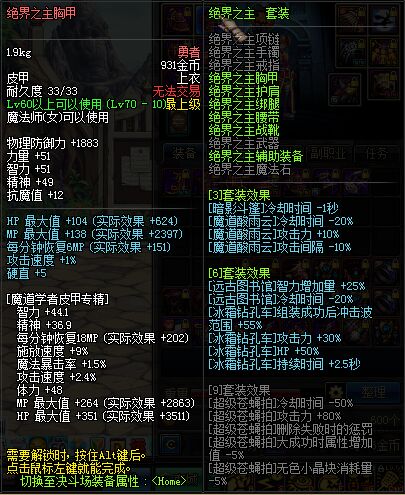 绝界之主胸甲
1.9kg 勇者
931金币
皮甲 上衣
耐久度 33/33 无法交易
Lv60以上可以使用 (Lv70 - 10) 最上级
魔法师(女)可以使用
物理防御力 +1883
力量 +51
智力 +51
精神 +49
抗魔值 +12
HP 最大值 +104 (实际效果 +624)
MP 最大值 +138 (实际效果 +2397)
每分钟恢复6MP (实际效果 +151)
攻击速度 +1%
硬直 +5
[魔道学者皮甲专精]
智力 +44.1
精神 +36.9
每分钟恢复18MP (实际效果 +202)
施放速度 +9%
魔法暴击率 +1.5%
攻击速度 +2.4%
体力 +48
MP 最大值 +264 (实际效果 +2863)
HP 最大值 +351 (实际效果 +3511)
需要解锁时, 按住Alt键后。
点击鼠标左键就能完成。
切换至决斗场装备属性: <Home>
绝界之主 套装
绝界之主项链
绝界之主手镯
绝界之主戒指
绝界之主胸甲
绝界之主护肩
绝界之主绑腿
绝界之主腰带
绝界之主战靴
绝界之主武器
绝界之主辅助装备
绝界之主魔法石
[3]套装效果
[暗影斗篷]冷却时间 -1秒
[魔道酸雨云]冷却时间 -20%
[魔道酸雨云]攻击力 +10%
[魔道酸雨云]攻击间隔 -10%
[6]套装效果
[远古图书馆]智力增加量 +25%
[远古图书馆]冷却时间 -20%
[冰箱钻孔车]组装成功后冲击波
范围 +55%
[冰箱钻孔车]攻击力 +30%
[冰箱钻孔车]HP +50%
[冰箱钻孔车]持续时间 +2.5秒
[9]套装效果
[超级苍蝇拍]冷却时间 -50%
[超级苍蝇拍]攻击力 +80%
[超级苍蝇拍]删除失败时的惩罚
[超级苍蝇拍]大成功时属性增加
值 -5%
[超级苍蝇拍]无色小晶块消耗量
-5%
装备
副职业
任务
整理